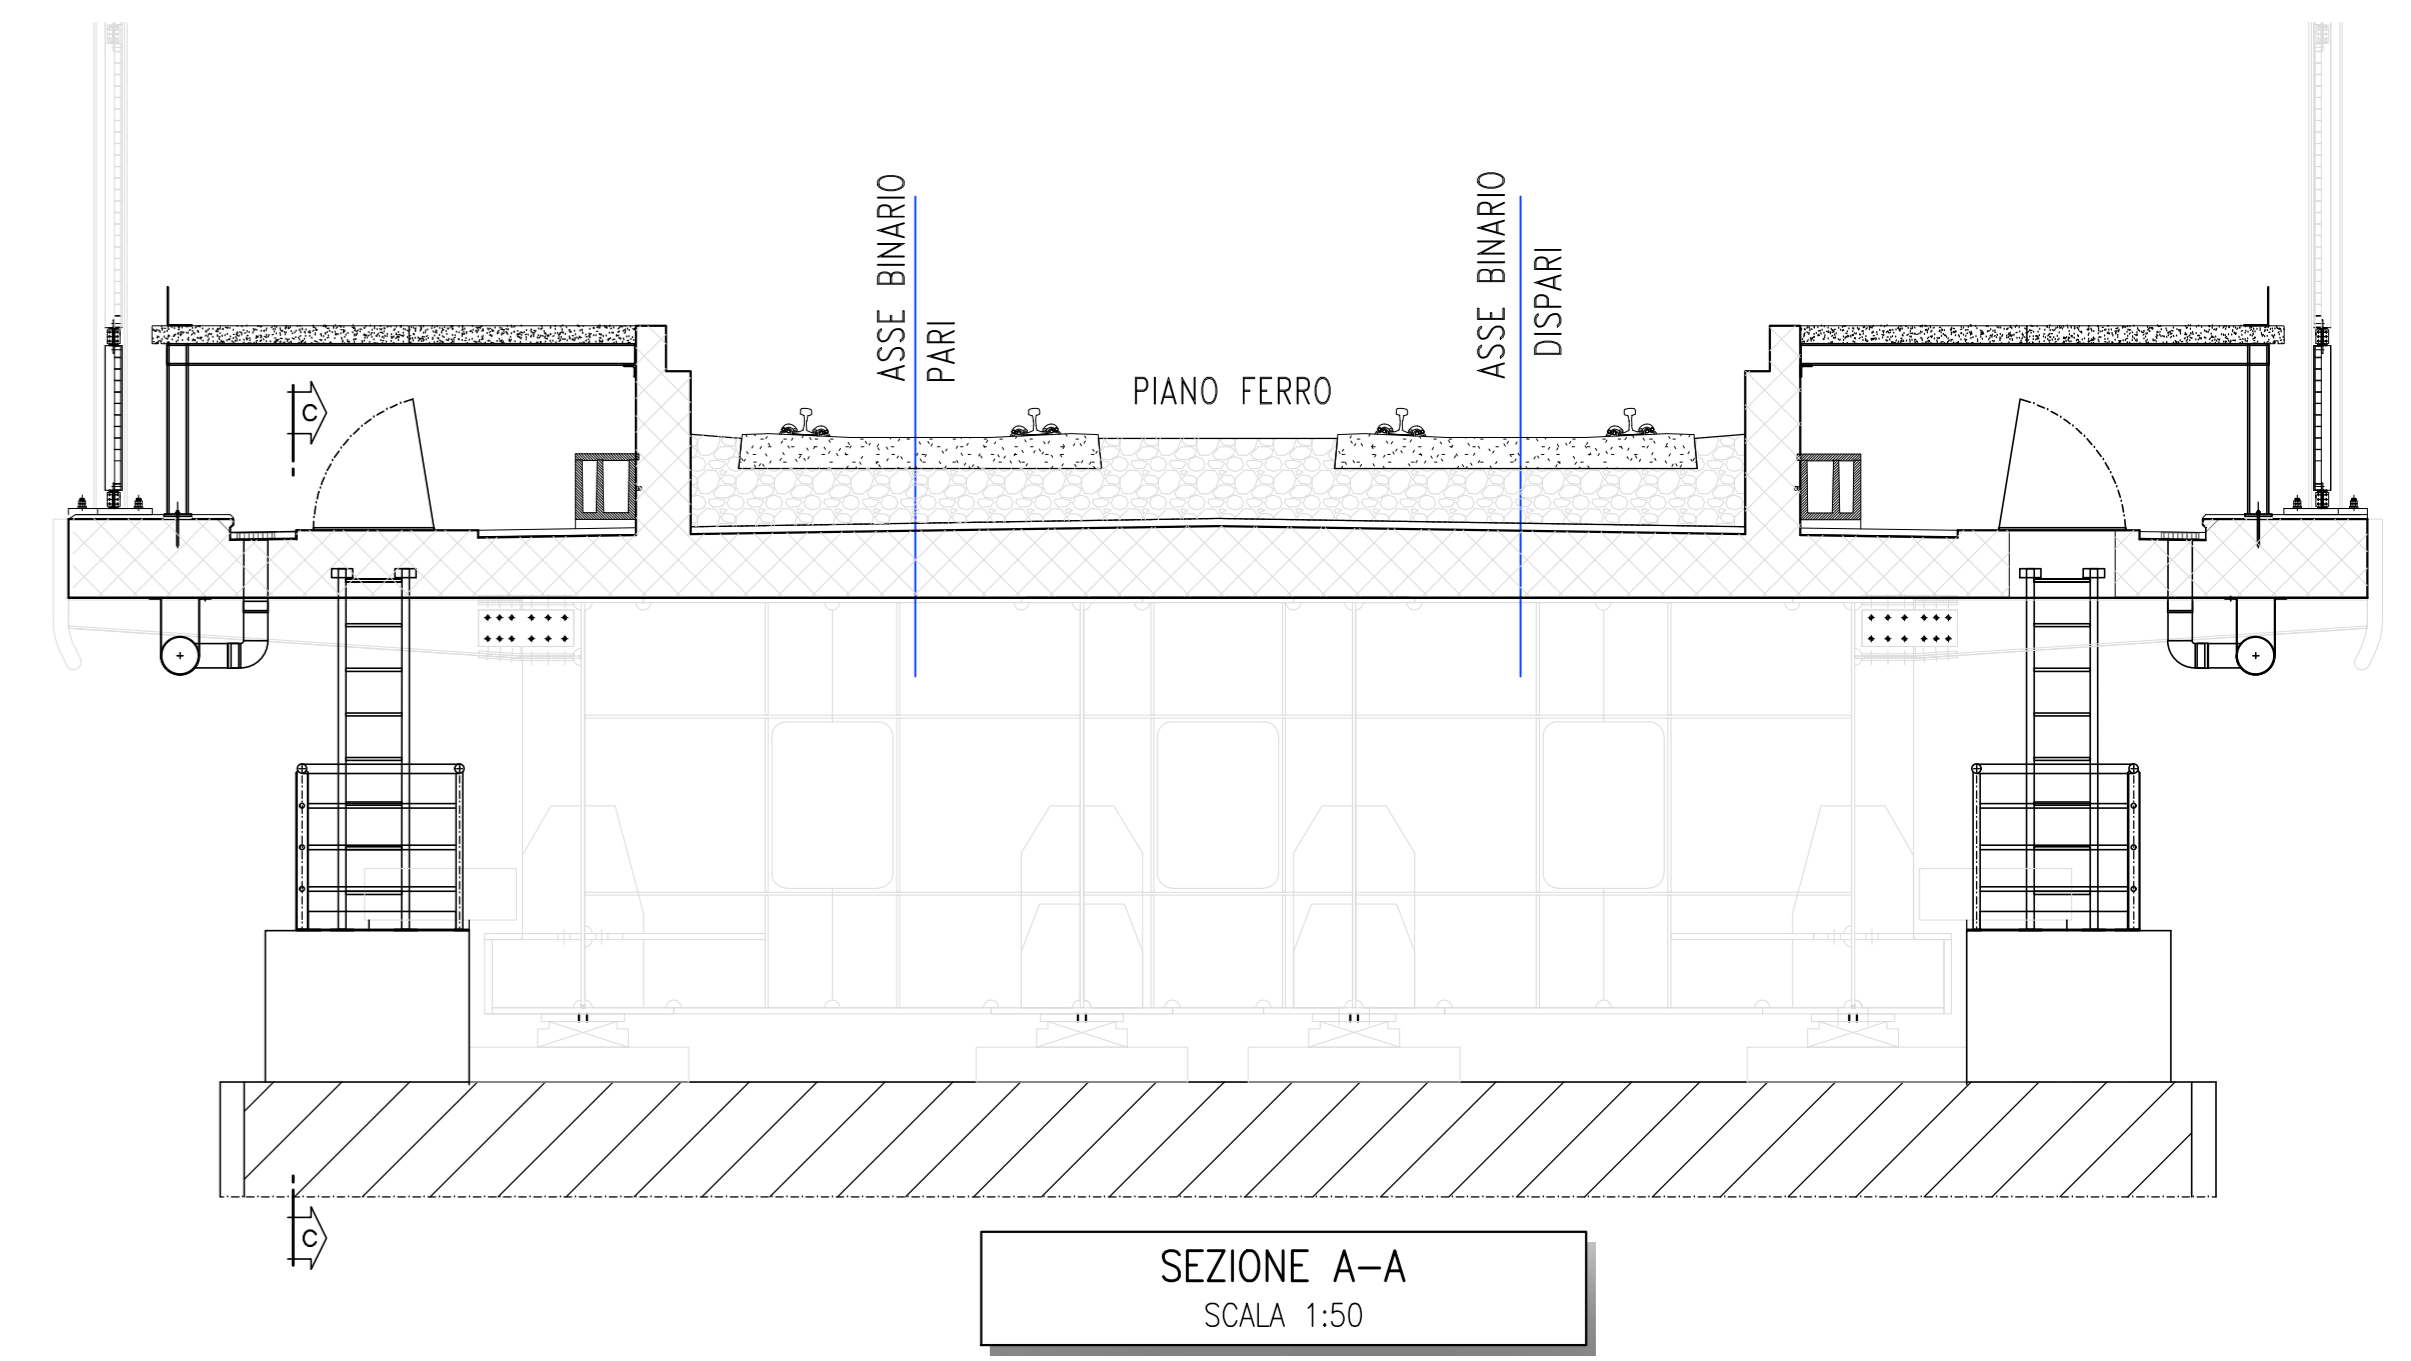 ASSE BINARIO
PARI
ASSE BINARIO
DISPARI
PIANO FERRO
C
C
SEZIONE A-A
SCALA 1:50